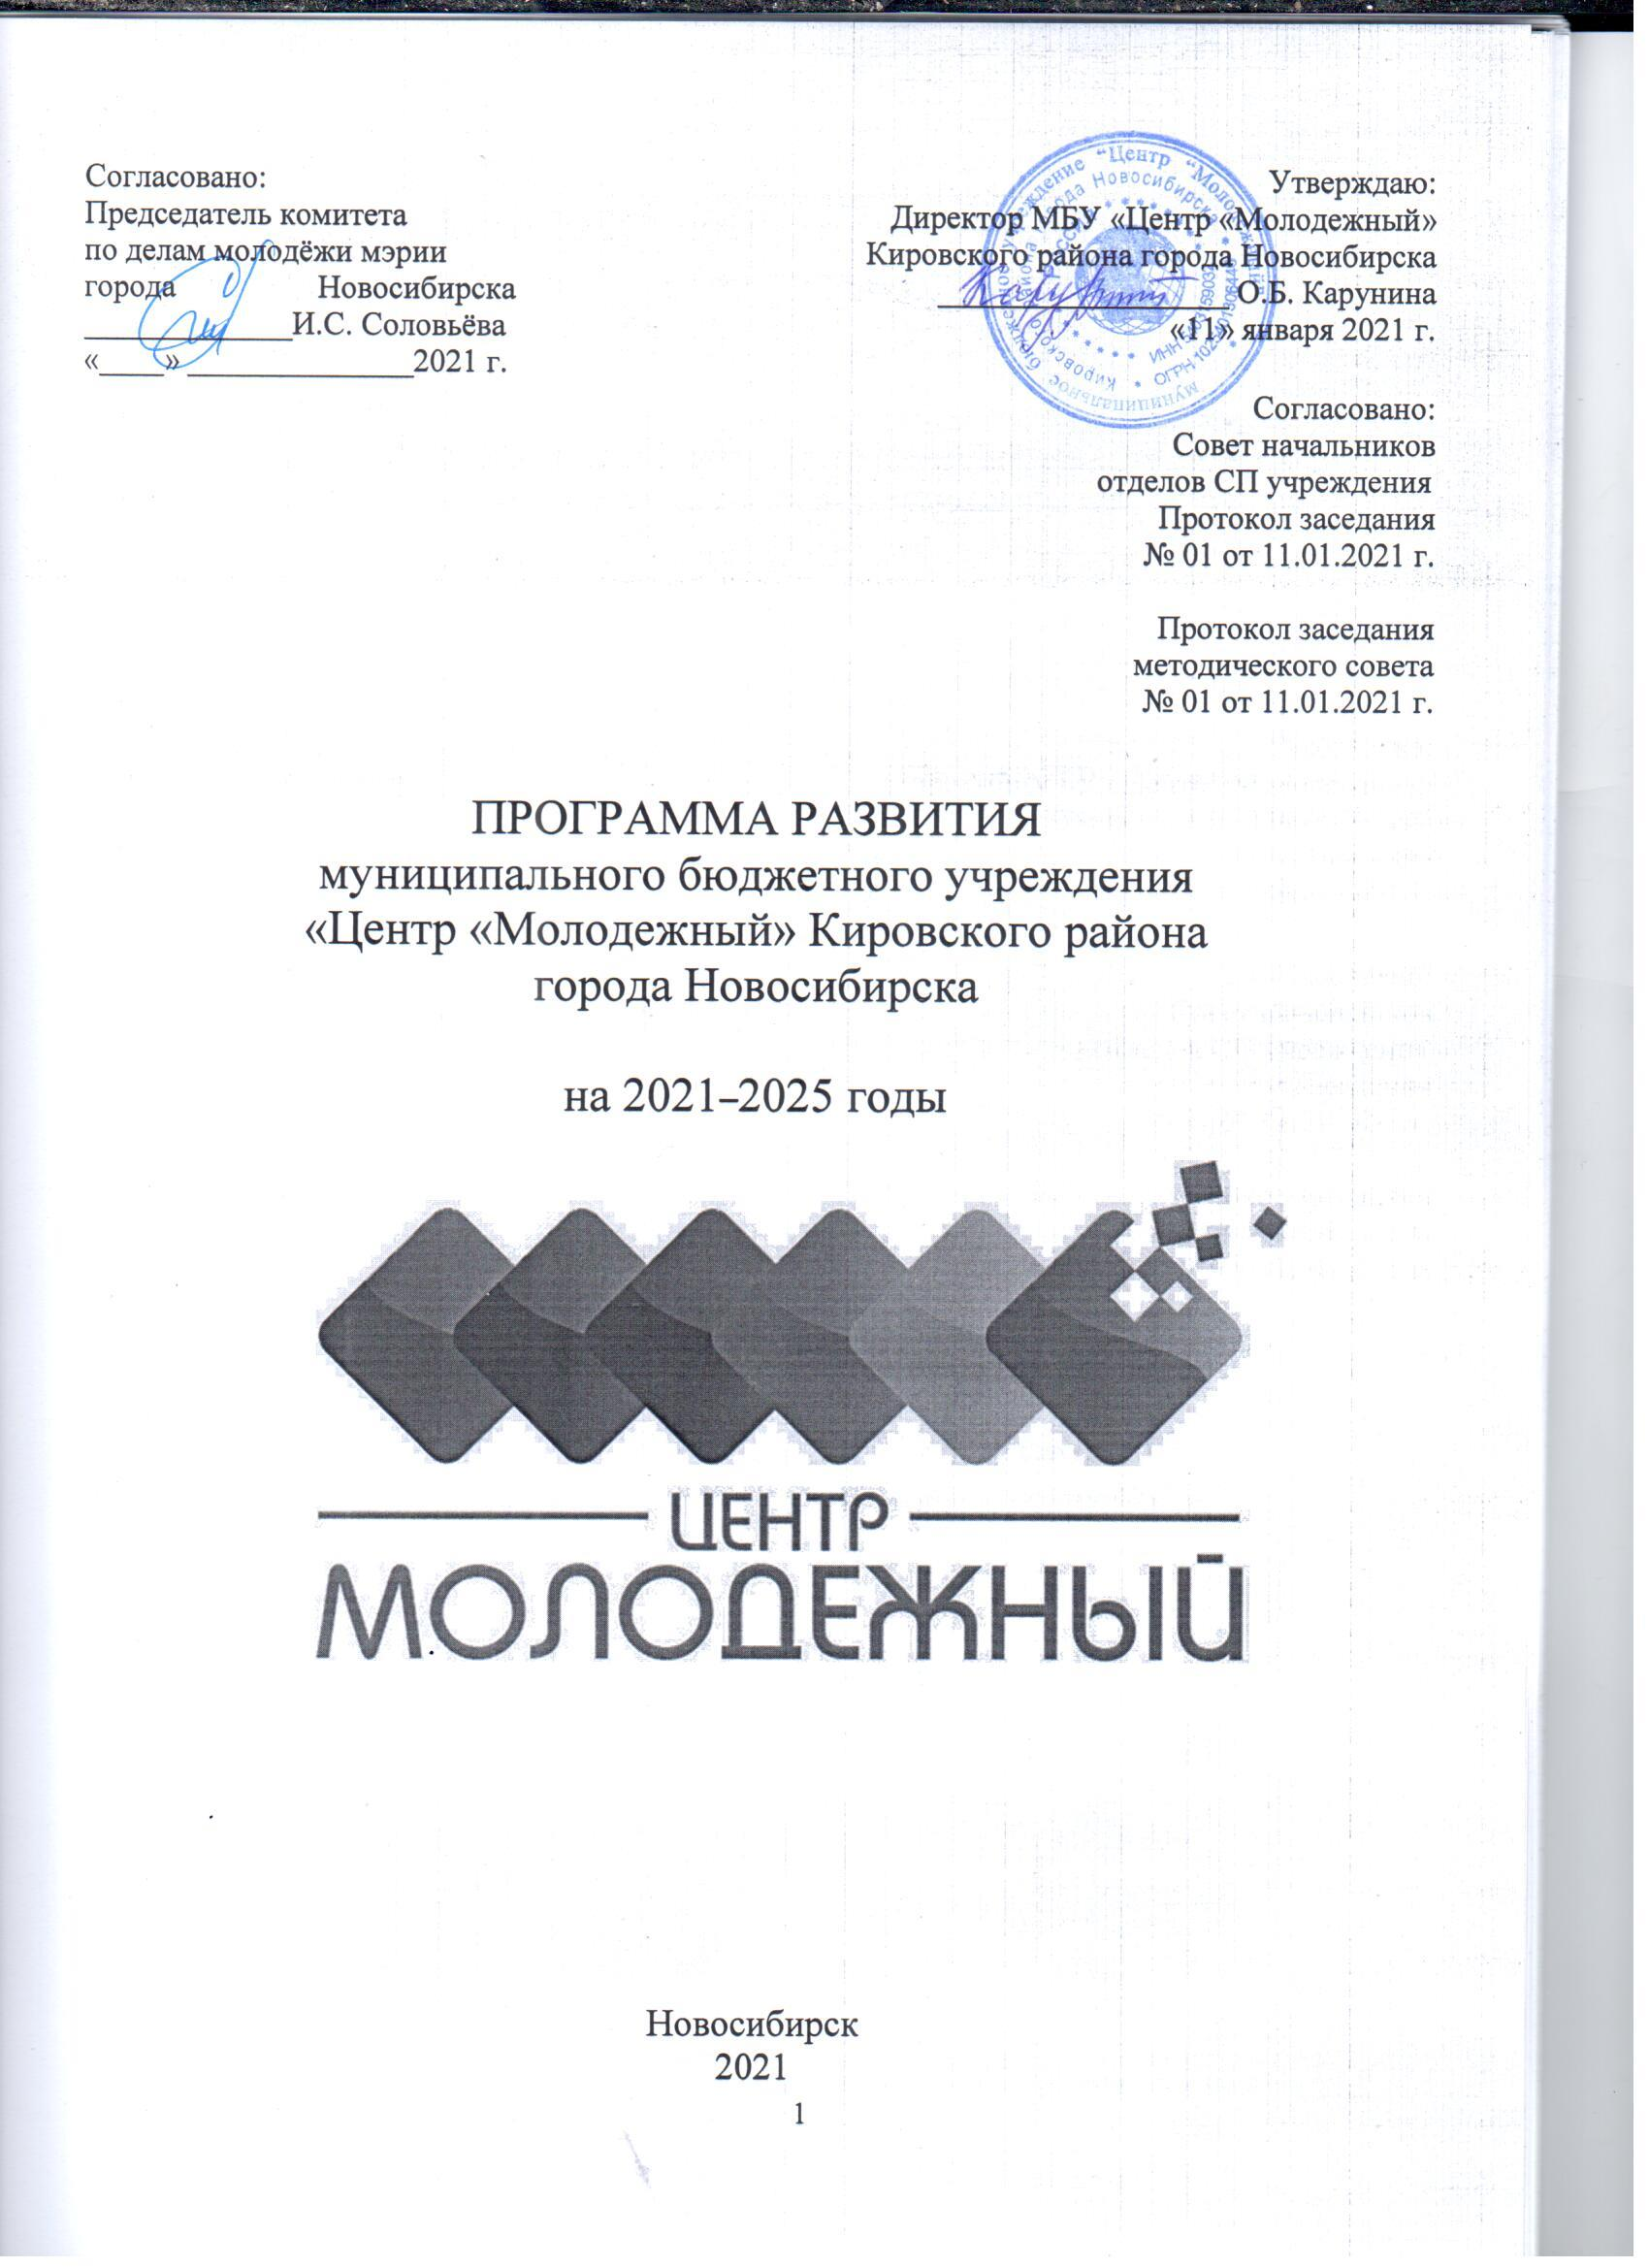 Согласовано:
Председатель комитета
по делам молодёжи мэрии
города Новосибирска
_____________И.С. Соловьёва
«____» ______________2021 г.
Утверждаю:
Директор МБУ «Центр «Молодежный»
Кировского района города Новосибирска
__________________О.Б. Карунина
«11» января 2021 г.
Согласовано:
Совет начальников
отделов СП учреждения
Протокол заседания
№ 01 от 11.01.2021 г.
Протокол заседания
методического совета
№ 01 от 11.01.2021 г.
ПРОГРАММА РАЗВИТИЯ
муниципального бюджетного учреждения
«Центр «Молодежный» Кировского района
города Новосибирска
на 2021–2025 годы
ЦЕНТР
МОЛОДЕЖНЫЙ
Новосибирск
2021
1